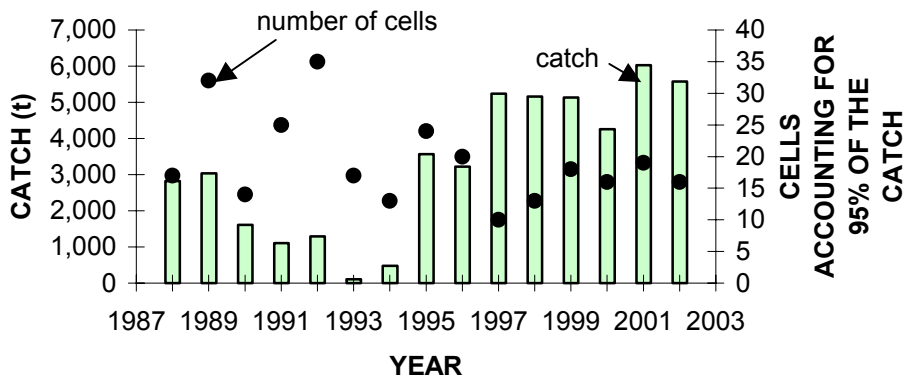 number of cells
catch
7,000
6,000
5,000
4,000
3,000
2,000
1,000
0
CATCH (t)
40
35
30
25
20
15
10
5
0
CELLS
ACCOUNTING FOR
95% OF THE
CATCH
1987 1989 1991 1993 1995 1997 1999 2001 2003
YEAR